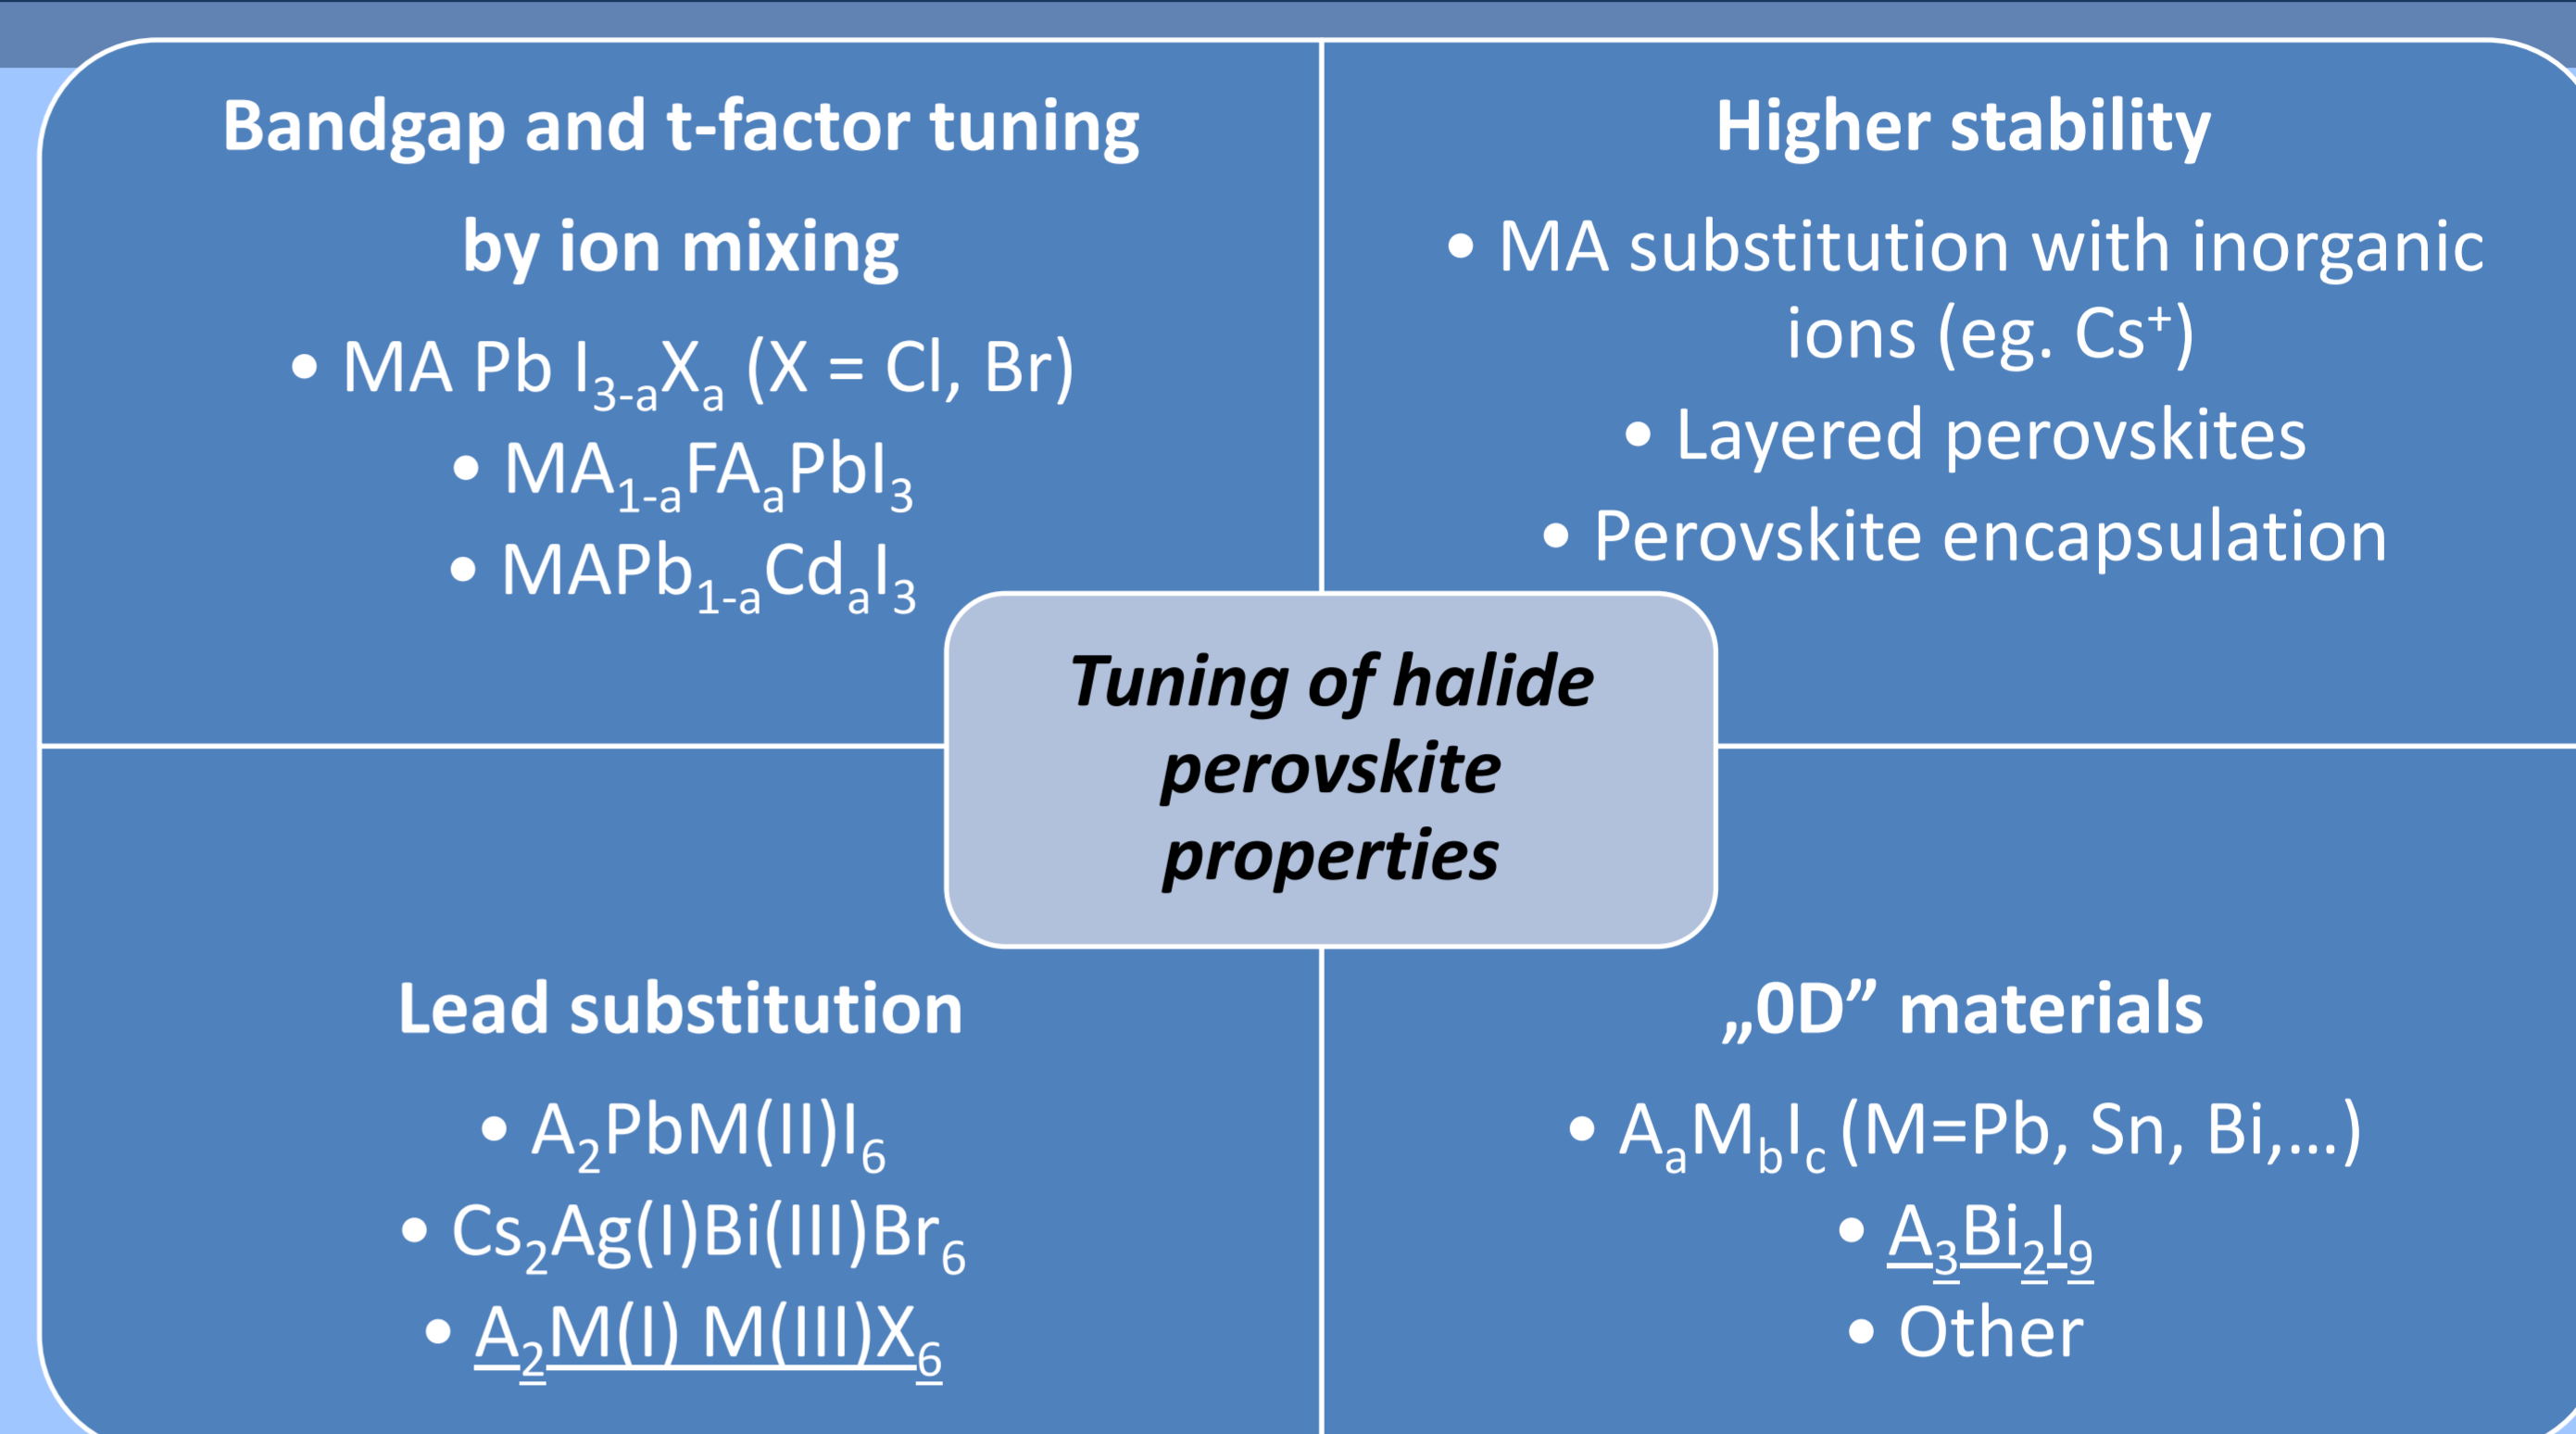 Bandgap and t-factor tuning
by ion mixing
• MA Pb I₃₋ₐXₐ (X = Cl, Br)
• MA₁₋ₐFAₐPbI₃
• MAPb₁₋ₐCdₐI₃
Higher stability
• MA substitution with inorganic
ions (eg. Cs⁺)
• Layered perovskites
• Perovskite encapsulation
Tuning of halide
perovskite
properties
Lead substitution
• A₂PbM(II)I₆
• Cs₂Ag(I)Bi(III)Br₆
• A₂M(I) M(III)X₆
„0D” materials
• AₐM_bI_c (M=Pb, Sn, Bi,...)
• A₃Bi₂I₉
• Other